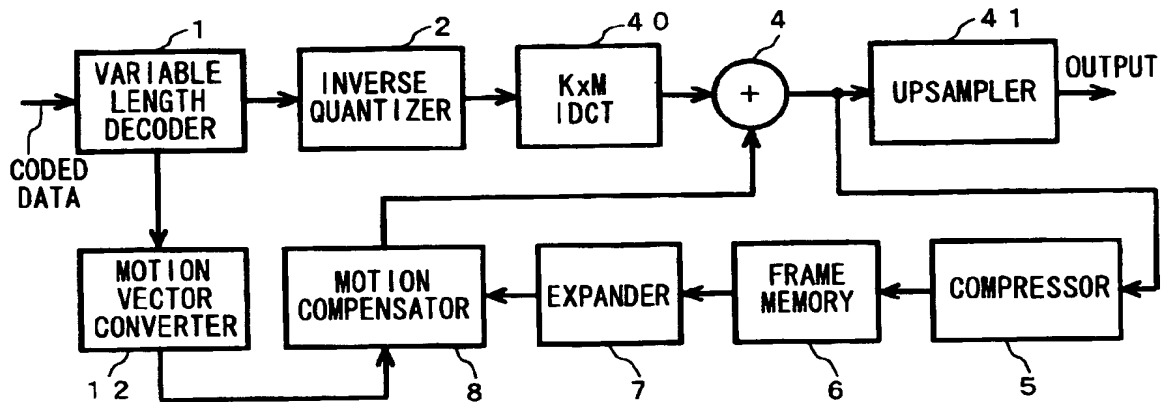 1
2
40
4
41
VARIABLE
LENGTH
DECODER
INVERSE
QUANTIZER
KxM
IDCT
+
UPSAMPLER
OUTPUT
CODED
DATA
MOTION
VECTOR
CONVERTER
MOTION
COMPENSATOR
EXPANDER
FRAME
MEMORY
COMPRESSOR
12
8
7
6
5